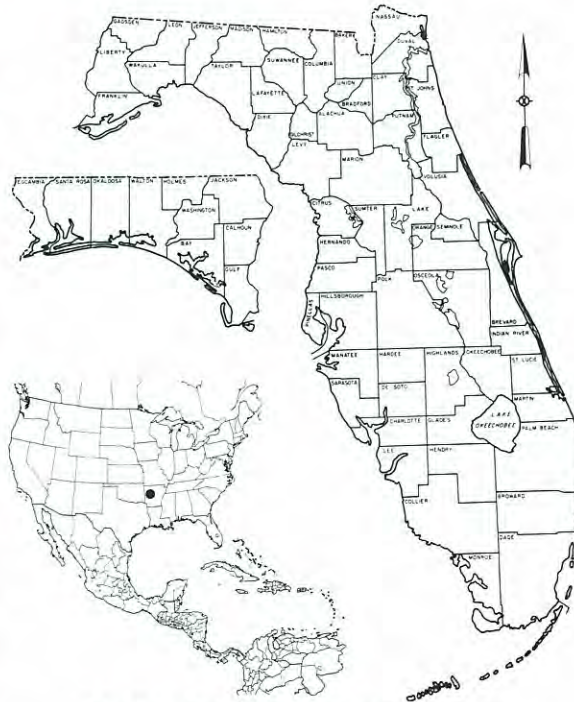 NASSAU
GADSDEN
LEON
JEFFERSON
MADISON
HAMILTON
BAKER
DUVAL
LIBERTY
WAKULLA
TAYLOR
SUWANNEE
COLUMBIA
UNION
CLAY
ST. JOHNS
FRANKLIN
LAFAYETTE
BRADFORD
PUTNAM
DIXIE
GILCHRIST
ALACHUA
FLAGLER
LEVY
MARION
VOLUSIA
ESCAMBIA
SANTA ROSA
OKALOOSA
WALTON
HOLMES
JACKSON
WASHINGTON
BAY
CALHOUN
GULF
CITRUS
SUMTER
LAKE
ORANGE
SEMINOLE
HERNANDO
PASCO
POLK
OSCEOLA
HILLSBOROUGH
PINELLAS
BREVARD
INDIAN RIVER
MANATEE
HARDEE
HIGHLANDS
OKEECHOBEE
ST. LUCIE
SARASOTA
DE SOTO
MARTIN
CHARLOTTE
GLADES
LAKE
OKEECHOBEE
PALM BEACH
LEE
HENDRY
COLLIER
BROWARD
DADE
MONROE